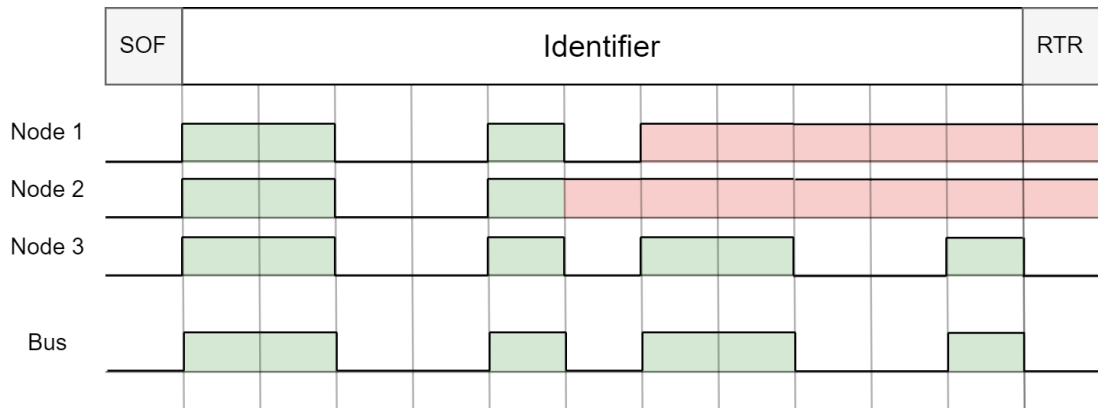 SOF
Identifier
RTR
Node 1
Node 2
Node 3
Bus